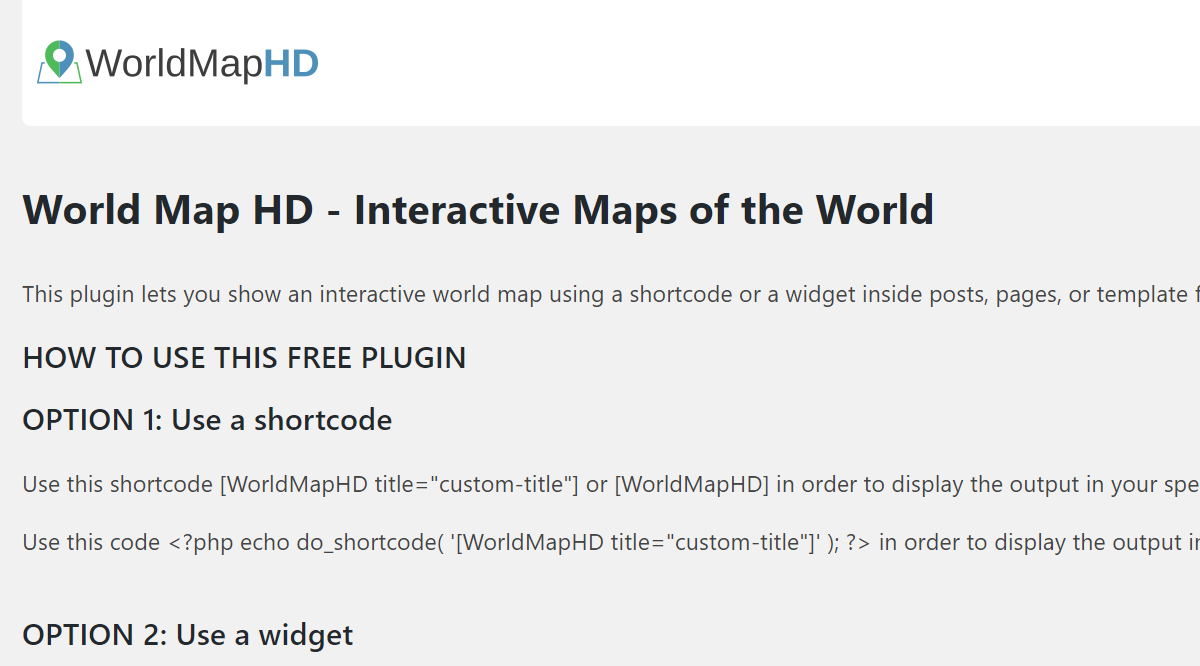 WorldMapHD
World Map HD - Interactive Maps of the World
This plugin lets you show an interactive world map using a shortcode or a widget inside posts, pages, or template
HOW TO USE THIS FREE PLUGIN
OPTION 1: Use a shortcode
Use this shortcode [WorldMapHD title="custom-title"] or [WorldMapHD] in order to display the output in your
Use this code <?php echo do_shortcode( '[WorldMapHD title="custom-title"]' ); ?> in order to display the output
OPTION 2: Use a widget